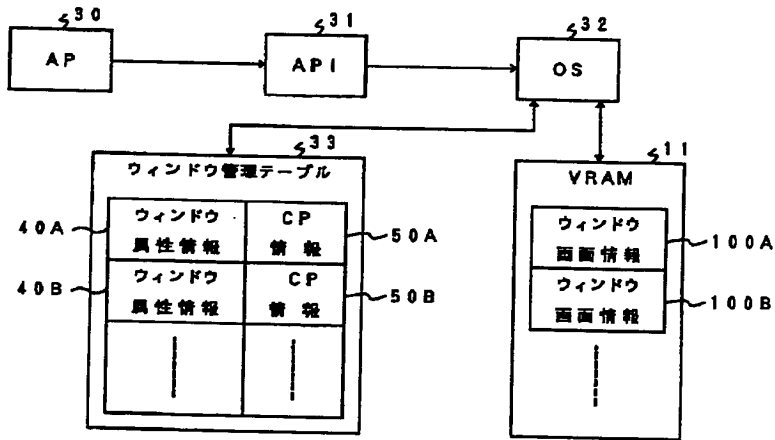 30
AP
31
API
32
OS
33
ウィンドウ管理テーブル
40A
ウィンドウ
属性情報
CP
情報
50A
40B
ウィンドウ
属性情報
CP
情報
50B
11
VRAM
ウィンドウ
画面情報
100A
ウィンドウ
画面情報
100B